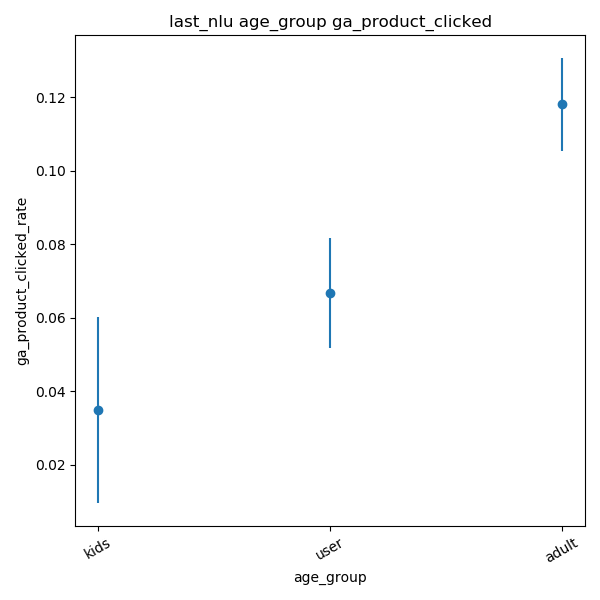 last_nlu age_group ga_product_clicked
ga_product_clicked_rate
0.12
0.10
0.08
0.06
0.04
0.02
kids
user
adult
age_group